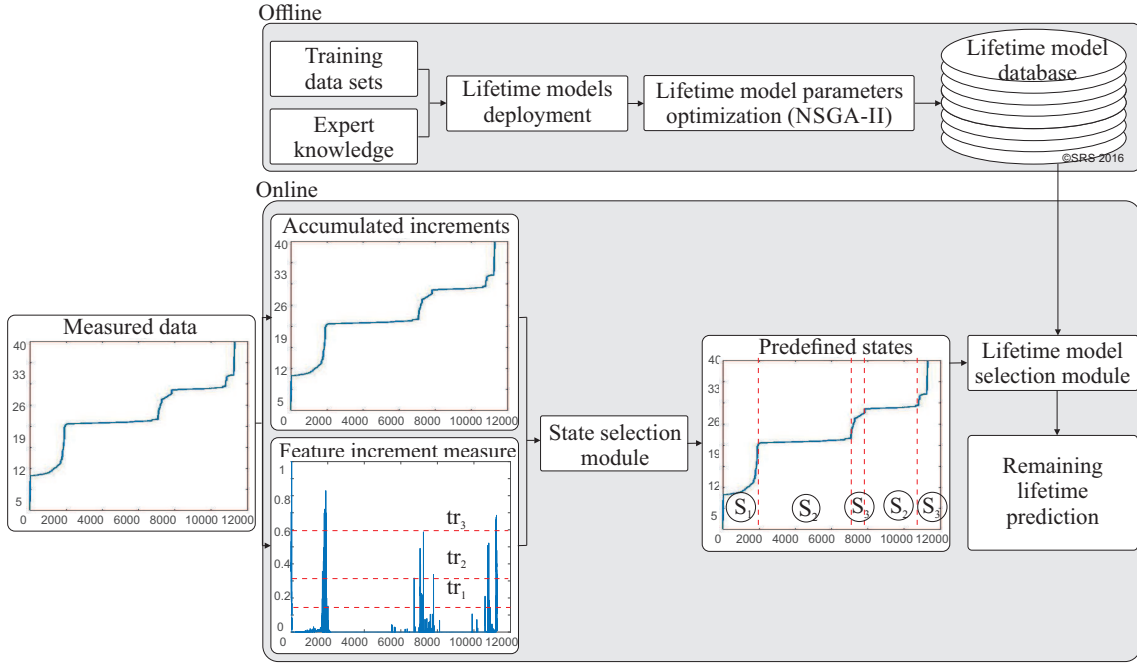 Offline
Training
data sets
Expert
knowledge
Lifetime models
deployment
Lifetime model parameters
optimization (NSGA-II)
Lifetime model
database
©SRS 2016
Online
Measured data
40
33
26
19
12
5
0 2000 4000 6000 8000 10000 12000
Accumulated increments
40
33
26
19
12
5
0 2000 4000 6000 8000 10000 12000
Feature increment measure
1
0.8
0.6
0.4
0.2
0
tr₃
tr₂
tr₁
0 2000 4000 6000 8000 10000 12000
State selection
module
Predefined states
40
33
26
19
12
5
S₁ S₂ S₃ S₂ S₃
0 2000 4000 6000 8000 10000 12000
Lifetime model
selection module
Remaining
lifetime
prediction